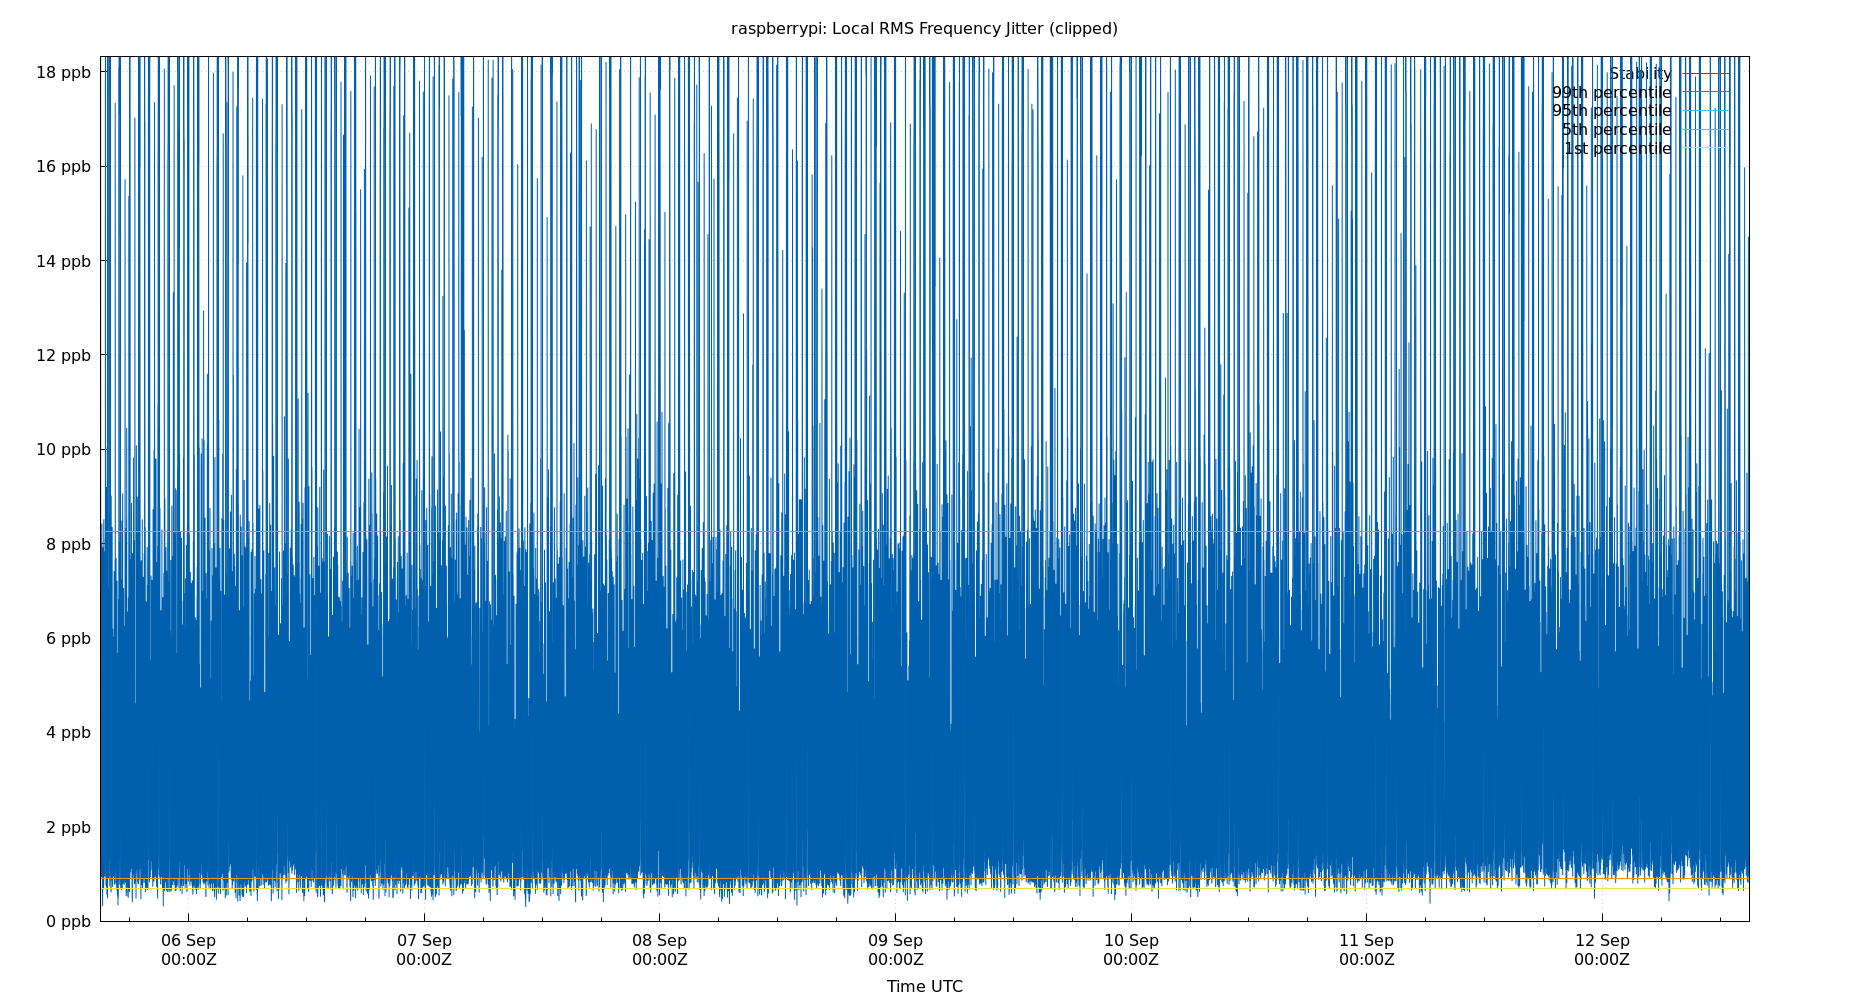 raspberrypi: Local RMS Frequency Jitter (clipped)
18 ppb
16 ppb
14 ppb
12 ppb
10 ppb
8 ppb
6 ppb
4 ppb
2 ppb
0 ppb
Stability
99th percentile
95th percentile
5th percentile
1st percentile
06 Sep
00:00Z
07 Sep
00:00Z
08 Sep
00:00Z
09 Sep
00:00Z
10 Sep
00:00Z
11 Sep
00:00Z
12 Sep
00:00Z
Time UTC